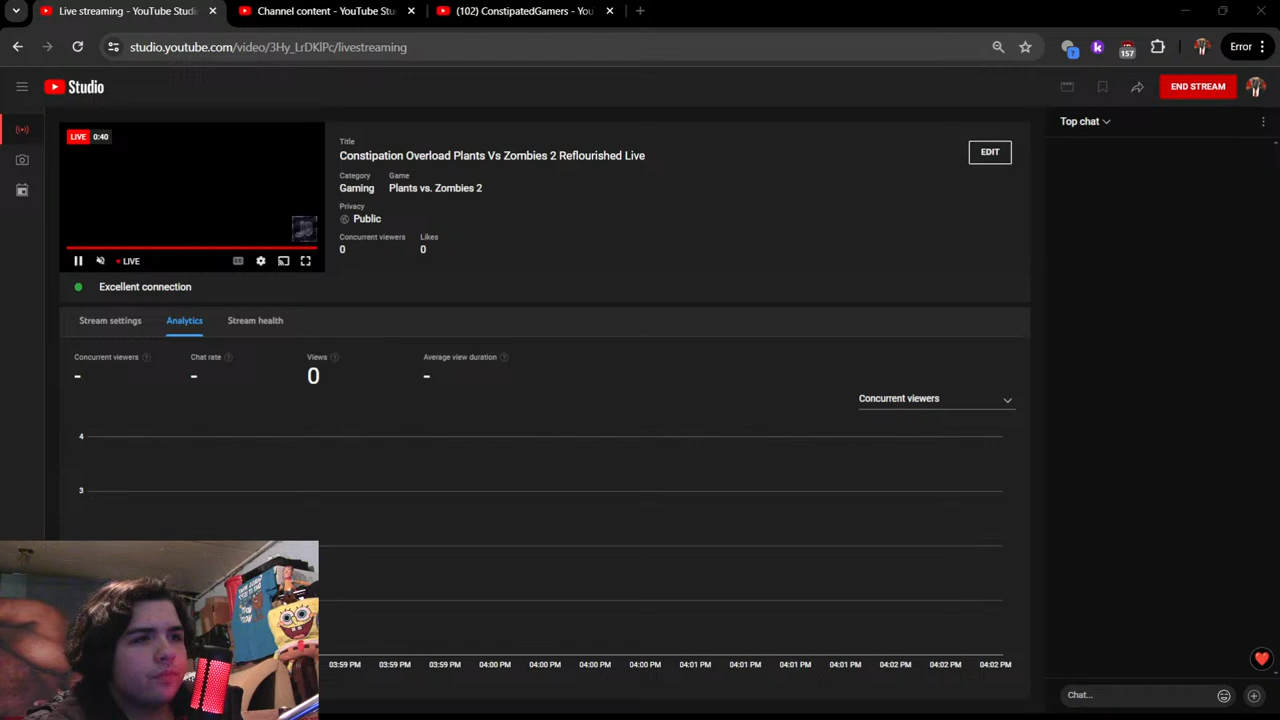 Live streaming - YouTube Studi
Channel content - YouTube Stu
(102) ConstipatedGamers - You
studio.youtube.com/video/3Hy_LrDKlPc/livestreaming
157
Error
Studio
END STREAM
LIVE 0:40
LIVE
Title
Constipation Overload Plants Vs Zombies 2 Reflourished Live
Category Game
Gaming Plants vs. Zombies 2
Privacy
Public
Concurrent viewers Likes
0 0
EDIT
Top chat
Excellent connection
Stream settings Analytics Stream health
Concurrent viewers Chat rate Views Average view duration
- - 0 -
Concurrent viewers
4
3
03:59 PM 03:59 PM 03:59 PM 04:00 PM 04:00 PM 04:00 PM 04:00 PM 04:01 PM 04:01 PM 04:01 PM 04:01 PM 04:02 PM 04:02 PM 04:02 PM
Chat...